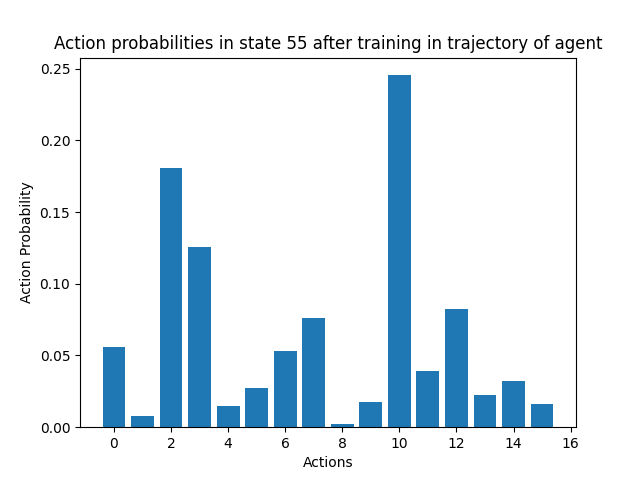 Action probabilities in state 55 after training in trajectory of agent
0.25
0.20
0.15
0.10
0.05
0.00
Action Probability
0 2 4 6 8 10 12 14 16
Actions